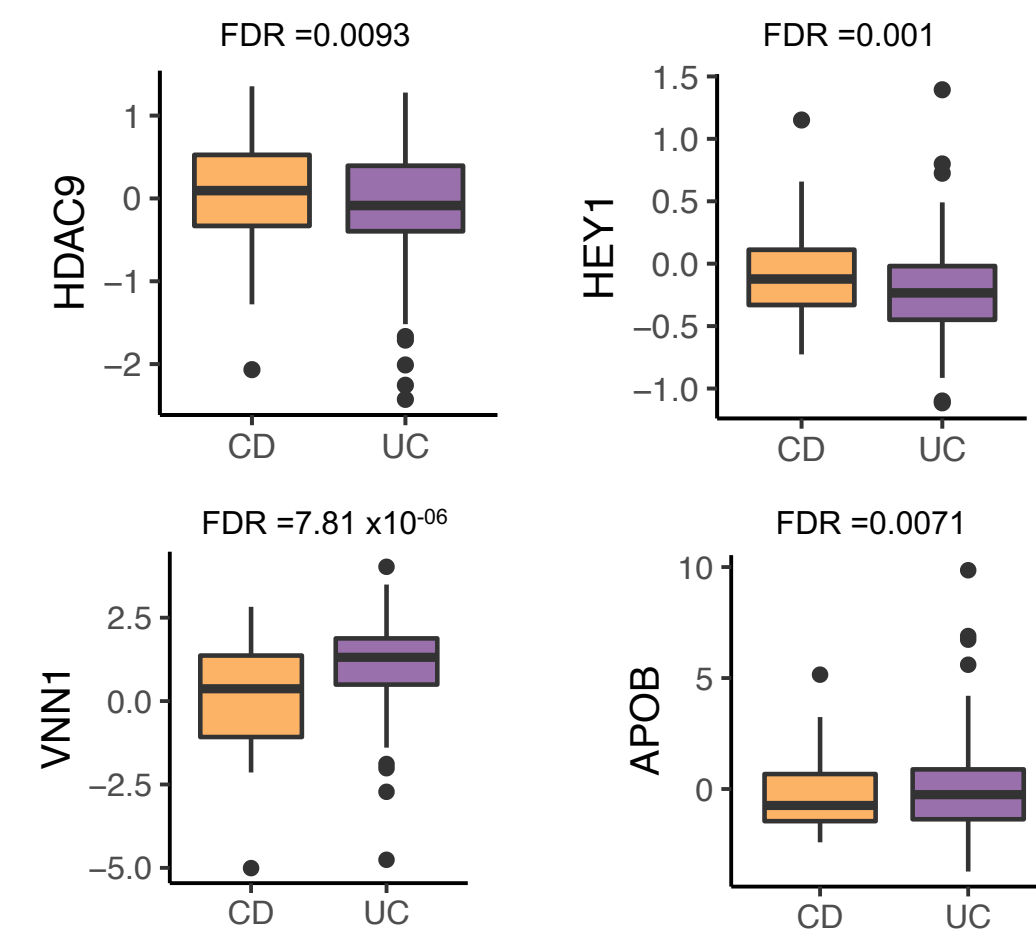 FDR =0.0093
HDAC9
1
0
−1
−2
CD
UC
FDR =0.001
HEY1
1.5
1.0
0.5
0.0
−0.5
−1.0
CD
UC
FDR =7.81 x10⁻⁰⁶
VNN1
2.5
0.0
−2.5
−5.0
CD
UC
FDR =0.0071
APOB
10
5
0
CD
UC